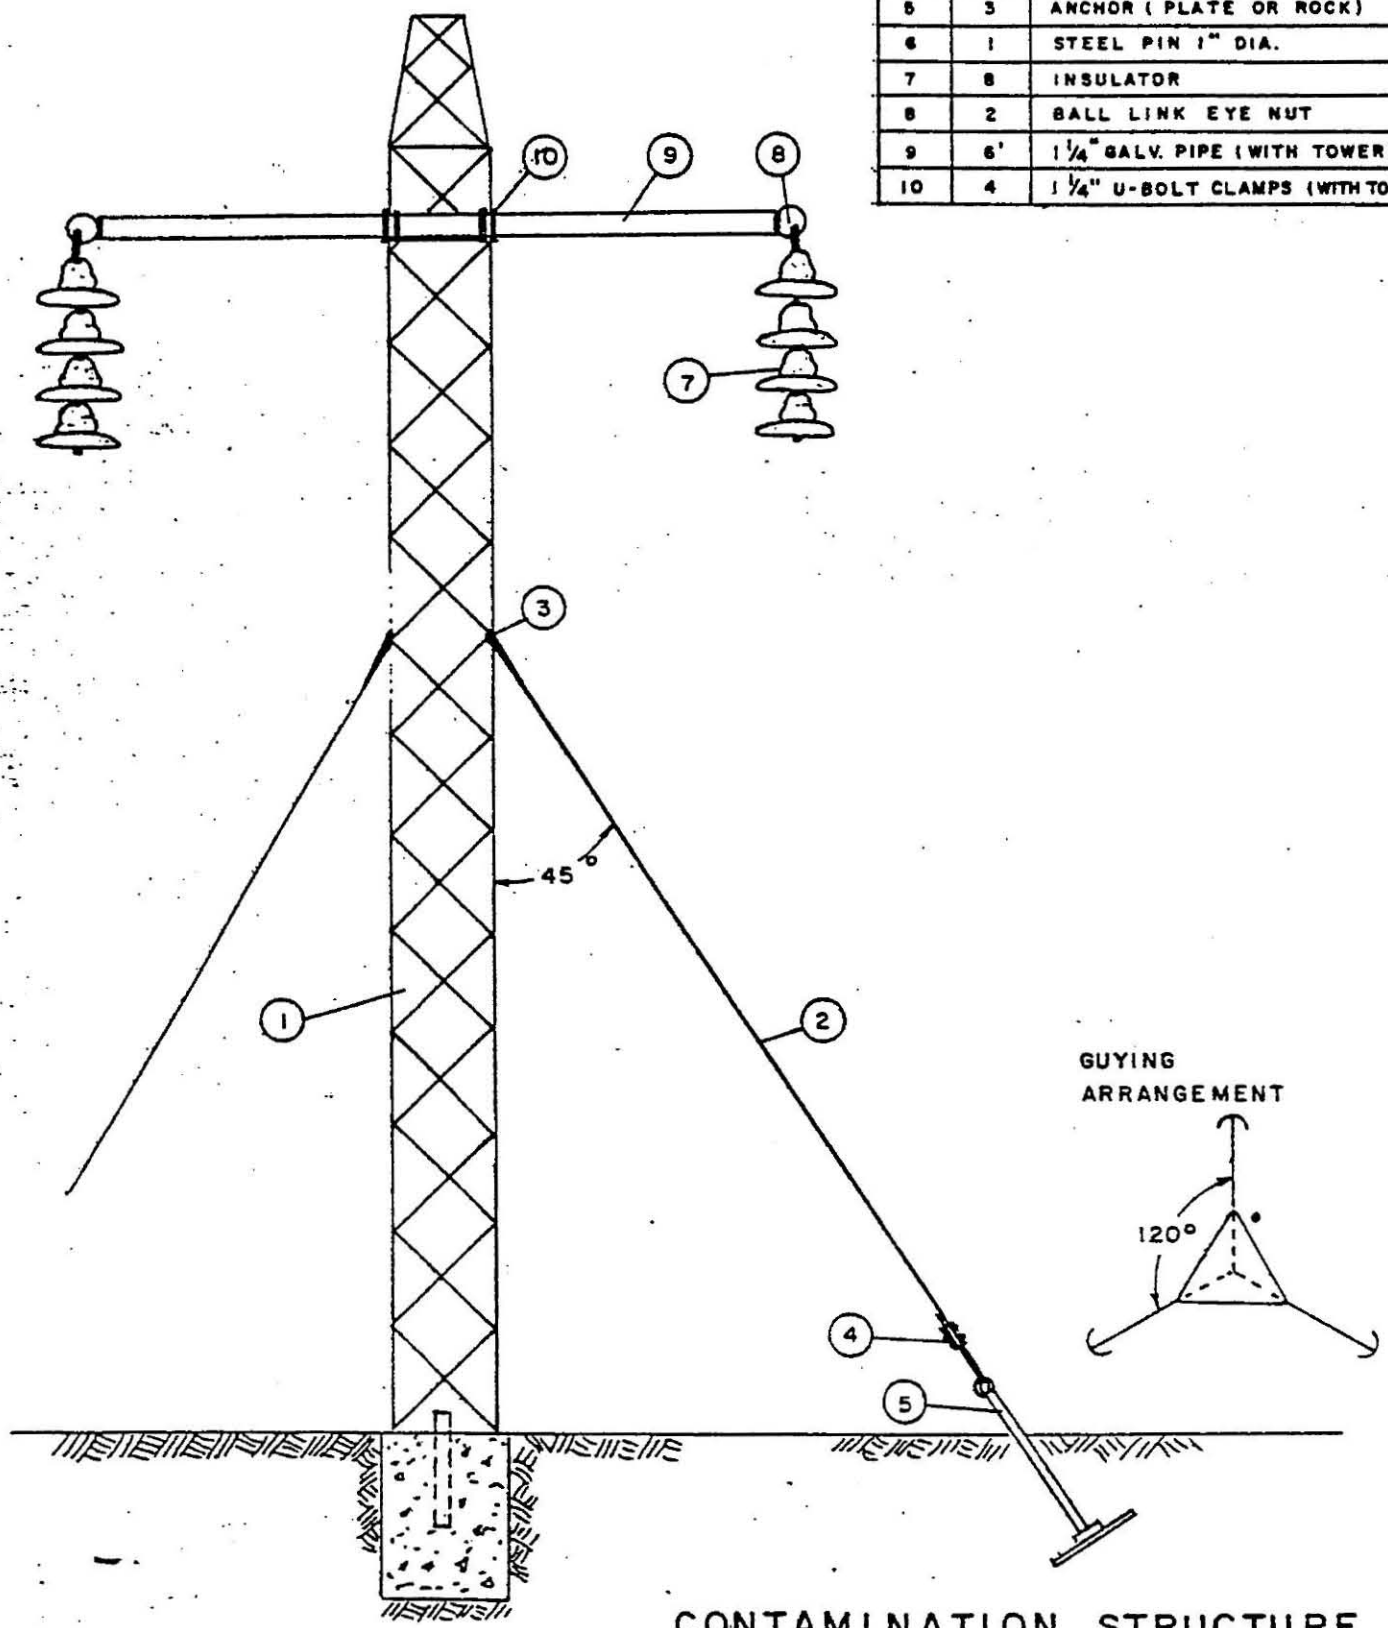 5 3 ANCHOR ( PLATE OR ROCK)
6 1 STEEL PIN 1" DIA.
7 8 INSULATOR
8 2 BALL LINK EYE NUT
9 6' 1 1/4" GALV. PIPE (WITH TOWER
10 4 1 1/4" U-BOLT CLAMPS (WITH TO
10
9
8
7
3
45°
1
2
GUYING
ARRANGEMENT
120°
4
5
CONTAMINATION STRUCTURE